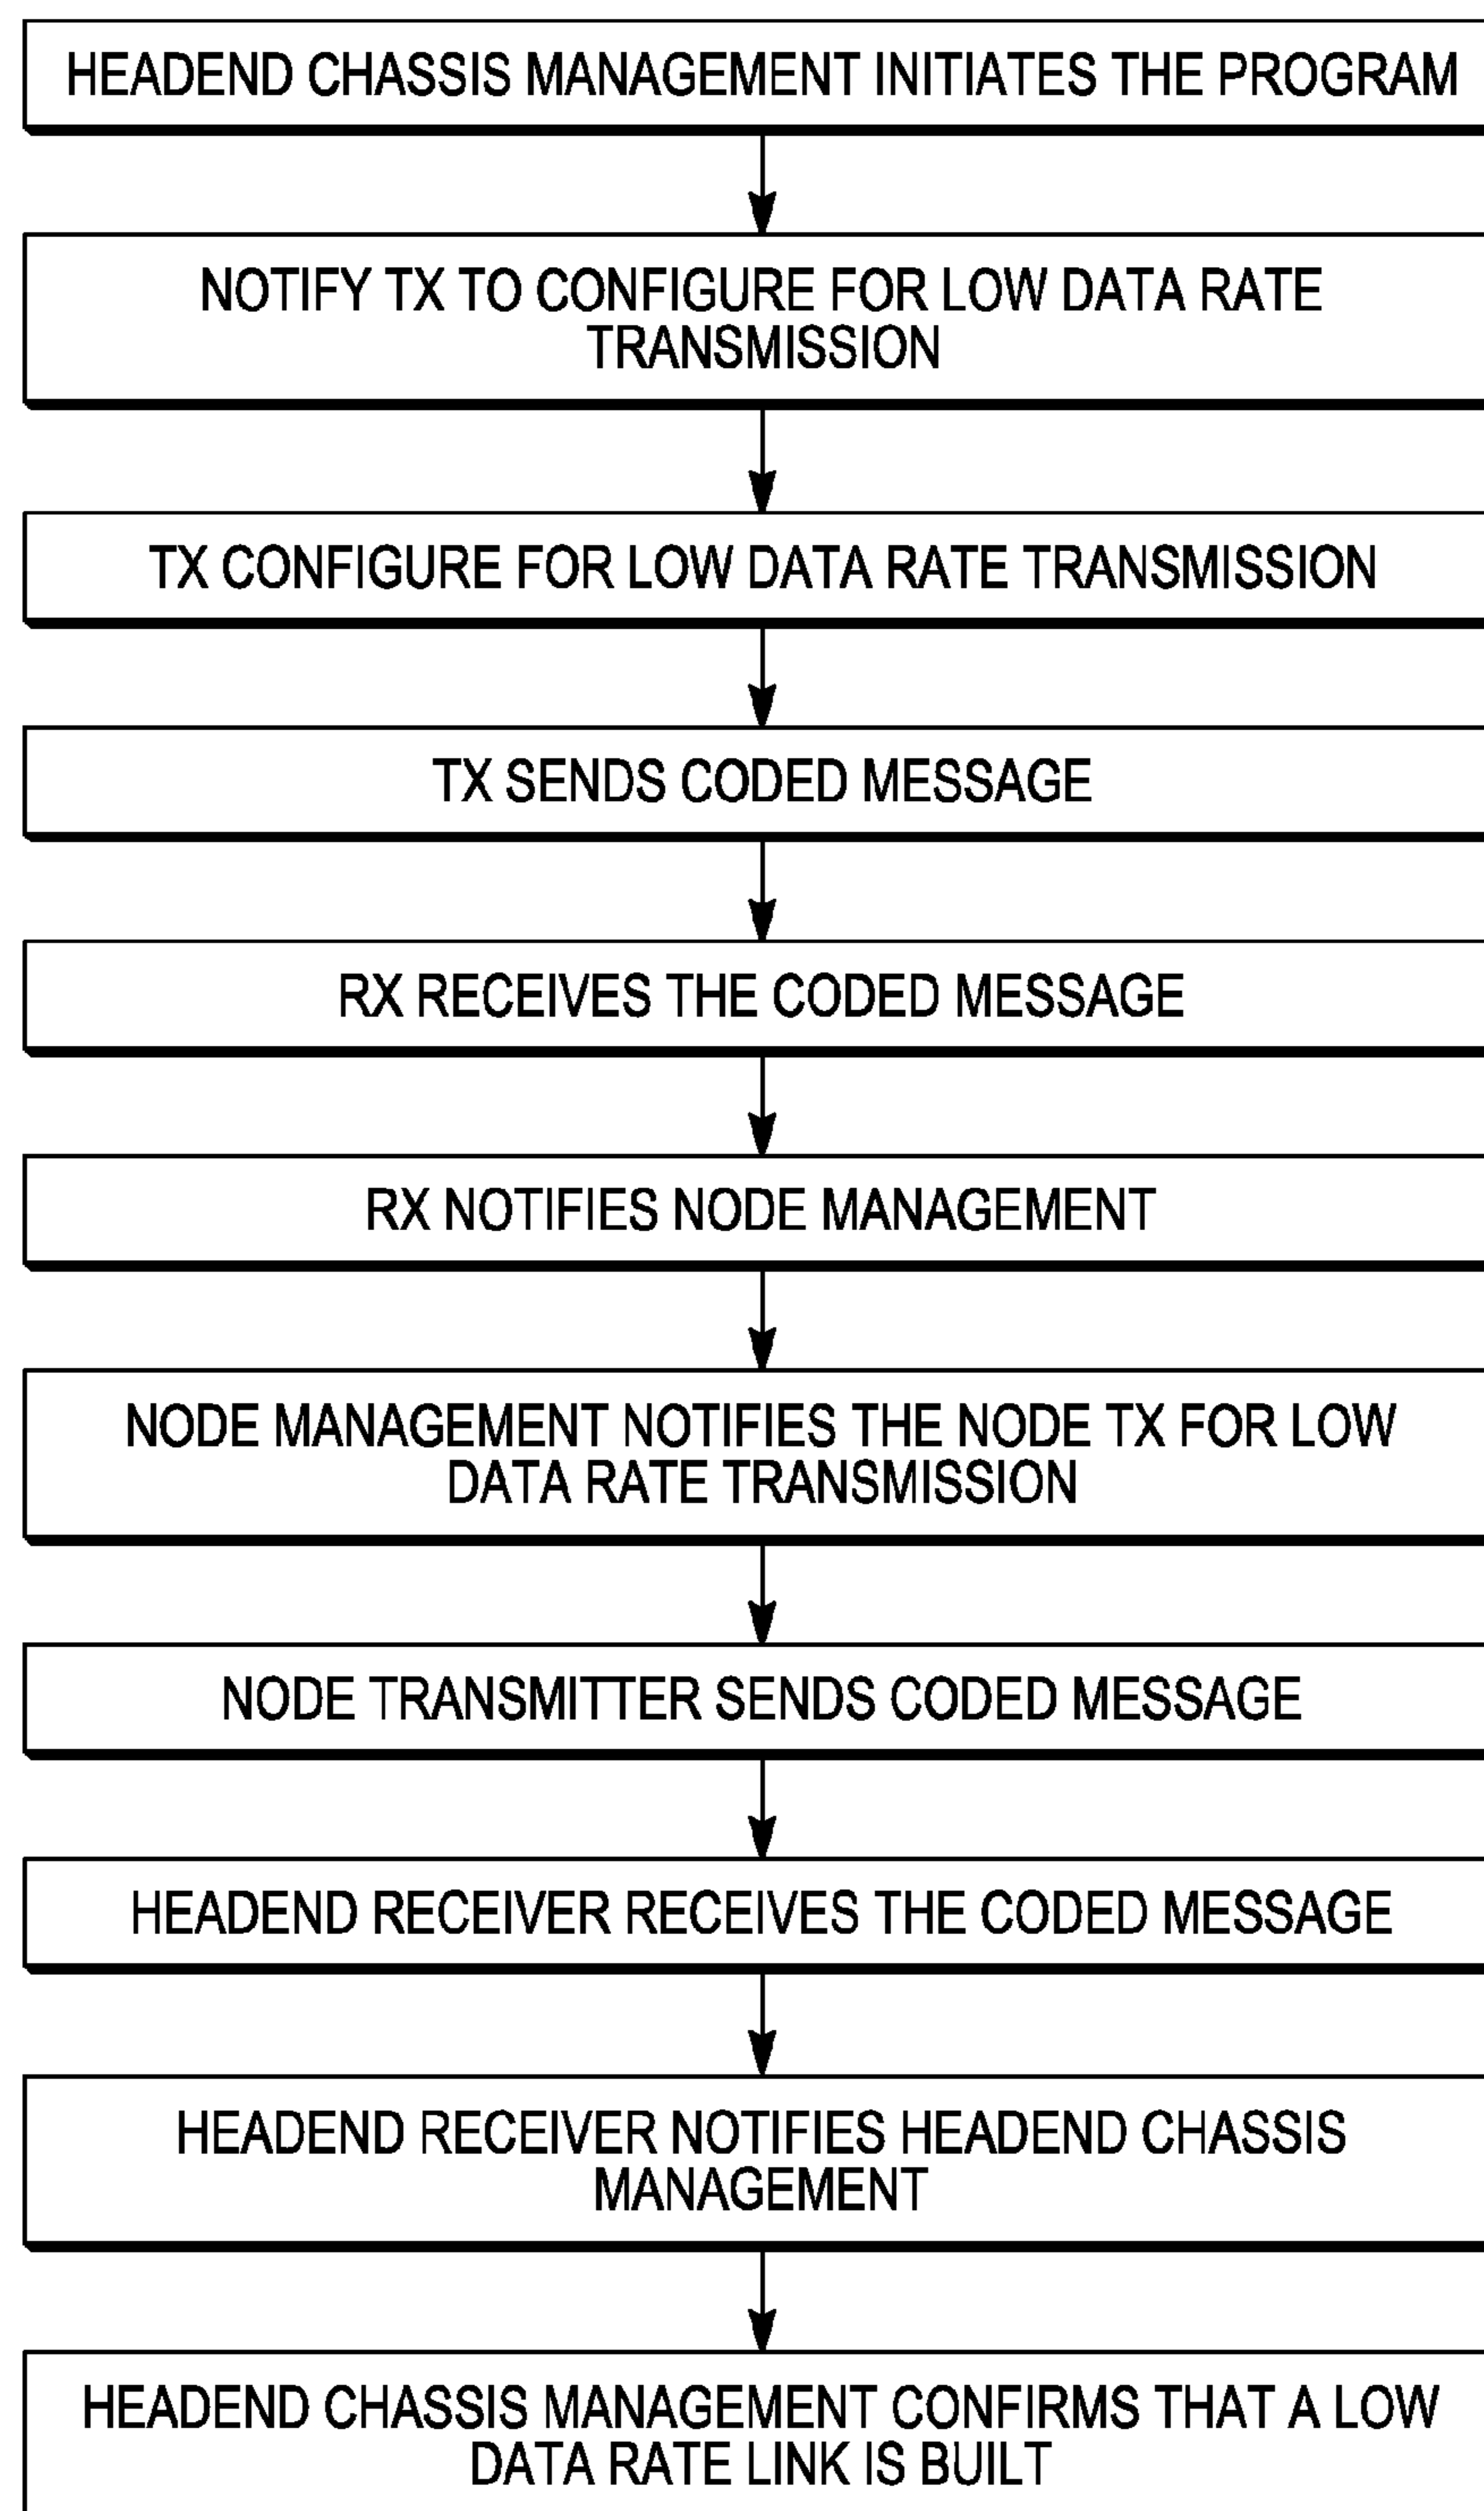 HEADEND CHASSIS MANAGEMENT INITIATES THE PROGRAM
NOTIFY TX TO CONFIGURE FOR LOW DATA RATE
TRANSMISSION
TX CONFIGURE FOR LOW DATA RATE TRANSMISSION
TX SENDS CODED MESSAGE
RX RECEIVES THE CODED MESSAGE
RX NOTIFIES NODE MANAGEMENT
NODE MANAGEMENT NOTIFIES THE NODE TX FOR LOW
DATA RATE TRANSMISSION
NODE TRANSMITTER SENDS CODED MESSAGE
HEADEND RECEIVER RECEIVES THE CODED MESSAGE
HEADEND RECEIVER NOTIFIES HEADEND CHASSIS
MANAGEMENT
HEADEND CHASSIS MANAGEMENT CONFIRMS THAT A LOW
DATA RATE LINK IS BUILT